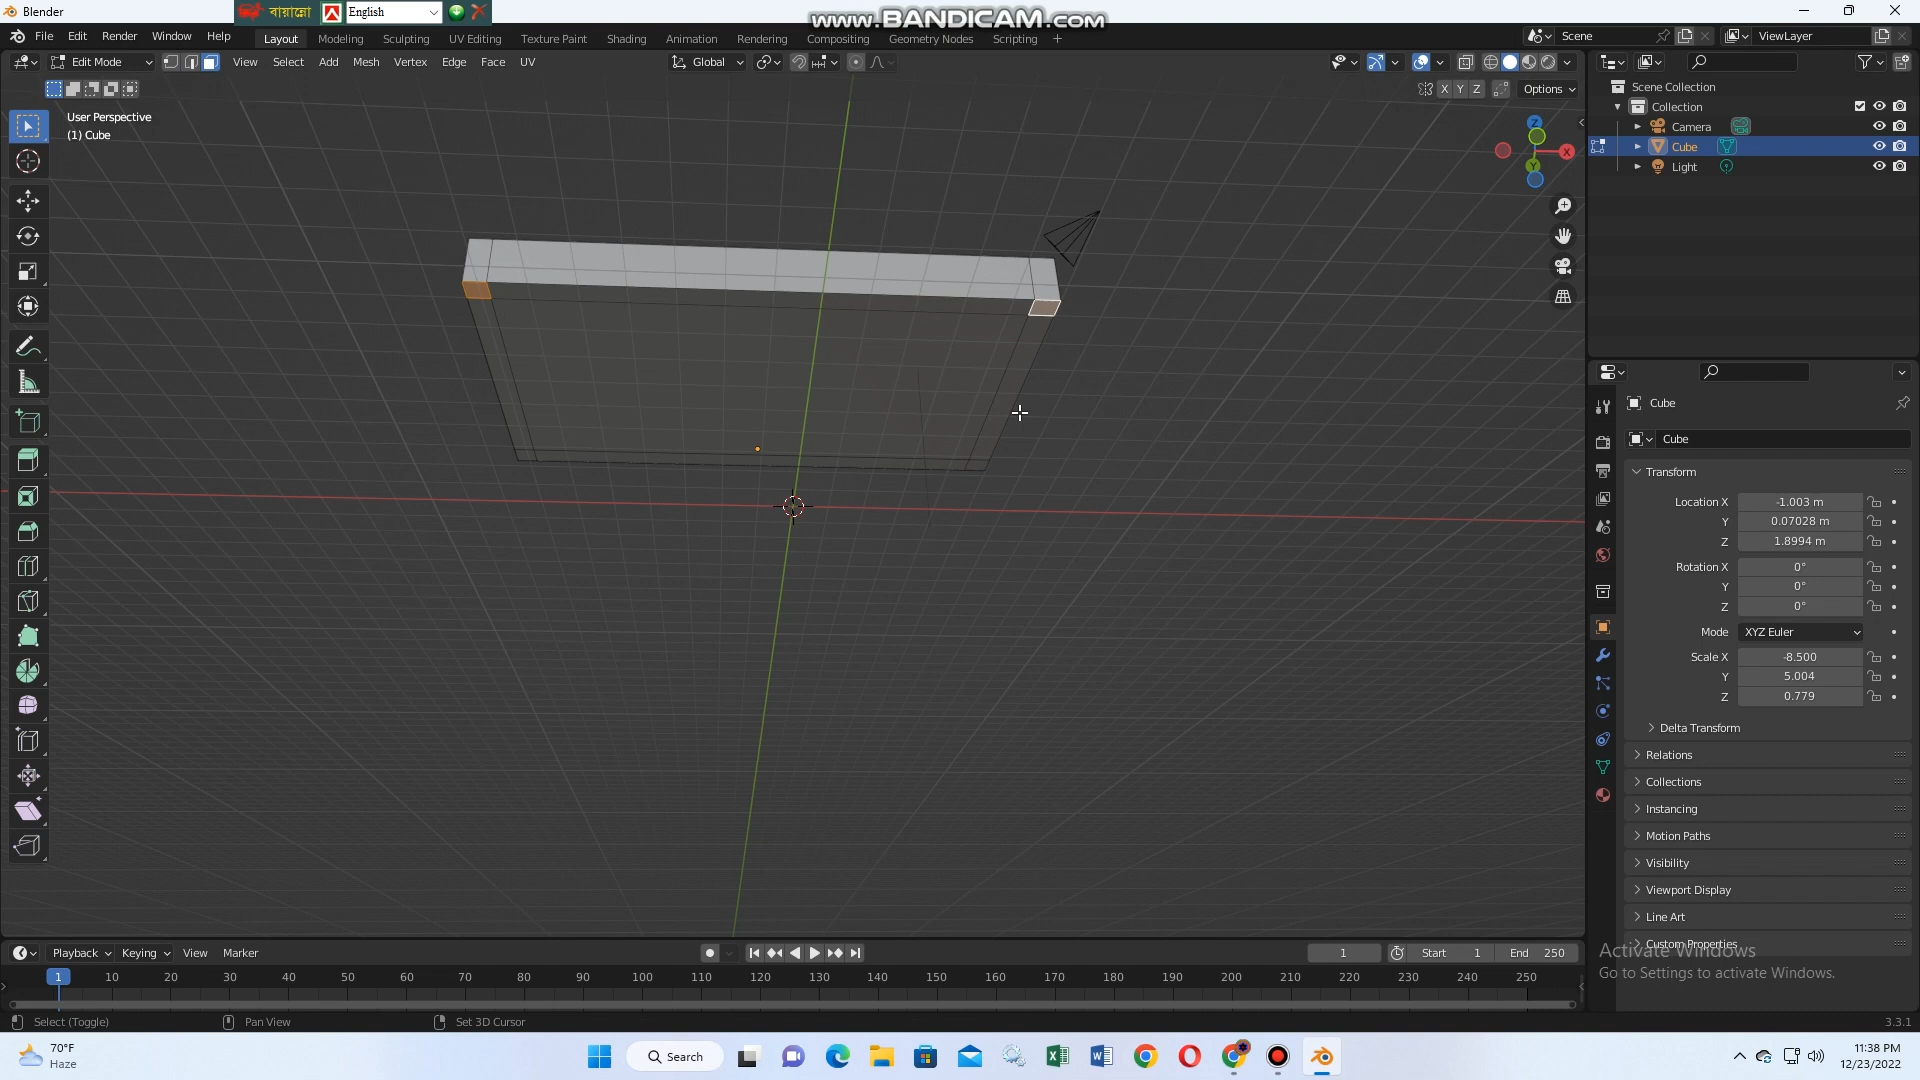 Blender
বায়ান্নো English
www.BANDICAM.com
File Edit Render Window Help
Layout Modeling Sculpting UV Editing Texture Paint Shading Animation Rendering Compositing Geometry Nodes Scripting +
Scene ViewLayer
Edit Mode View Select Add Mesh Vertex Edge Face UV
Global
X Y Z Options
User Perspective
(1) Cube
Z
X
Y
Scene Collection
Collection
Camera
Cube
Light
Cube
Cube
Transform
Location X -1.003 m
Y 0.07028 m
Z 1.8994 m
Rotation X 0°
Y 0°
Z 0°
Mode XYZ Euler
Scale X -8.500
Y 5.004
Z 0.779
Delta Transform
Relations
Collections
Instancing
Motion Paths
Visibility
Viewport Display
Line Art
Custom Properties
Activate Windows
Go to Settings to activate Windows.
Playback Keying View Marker
1 Start 1 End 250
1 10 20 30 40 50 60 70 80 90 100 110 120 130 140 150 160 170 180 190 200 210 220 230 240 250
Select (Toggle) Pan View Set 3D Cursor 3.3.1
70°F
Haze
Search
11:38 PM
12/23/2022